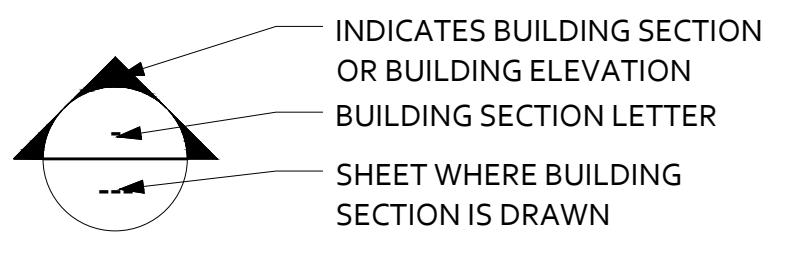 INDICATES BUILDING SECTION
OR BUILDING ELEVATION
BUILDING SECTION LETTER
SHEET WHERE BUILDING
SECTION IS DRAWN